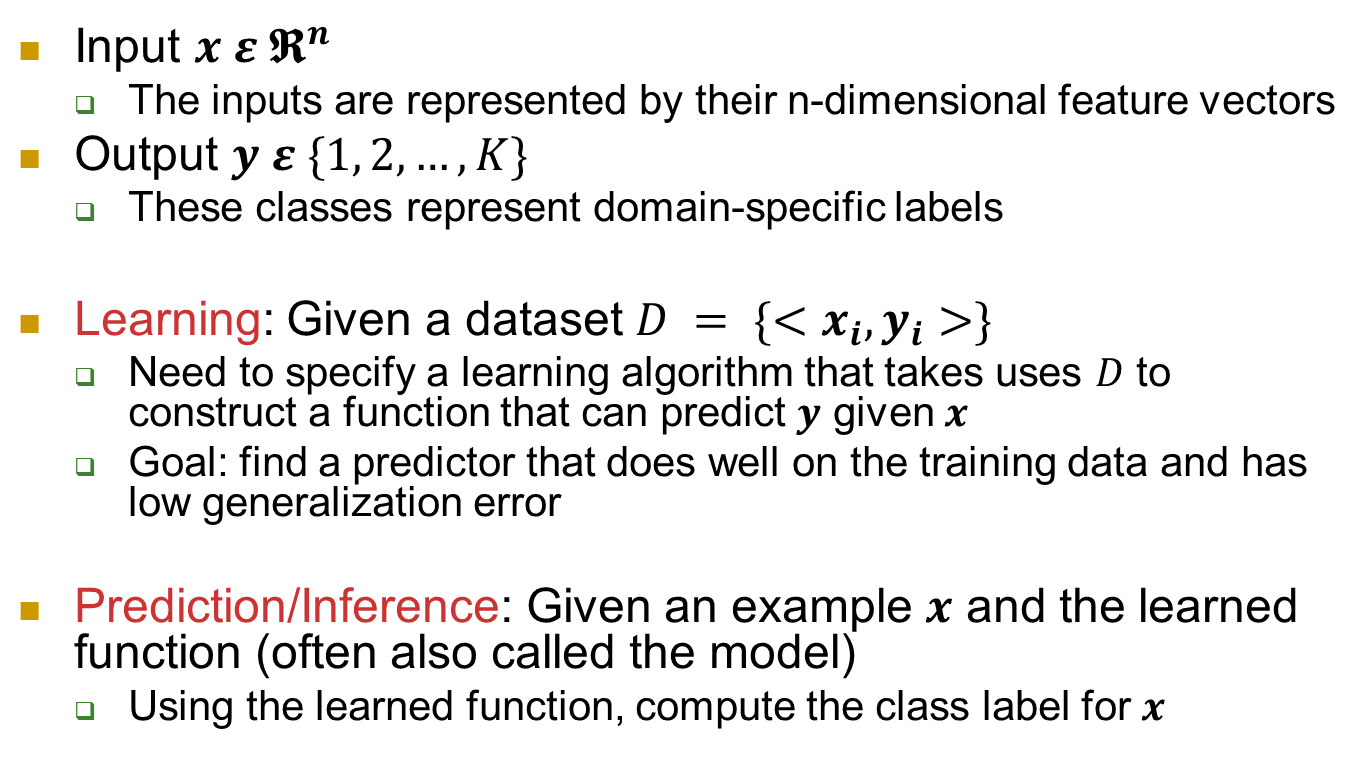 Input x ε ℜⁿ
The inputs are represented by their n-dimensional feature vectors
Output y ε {1, 2, … , K}
These classes represent domain-specific labels
Learning: Given a dataset D = {< xᵢ, yᵢ >}
Need to specify a learning algorithm that takes uses D to
construct a function that can predict y given x
Goal: find a predictor that does well on the training data and has
low generalization error
Prediction/Inference: Given an example x and the learned
function (often also called the model)
Using the learned function, compute the class label for x